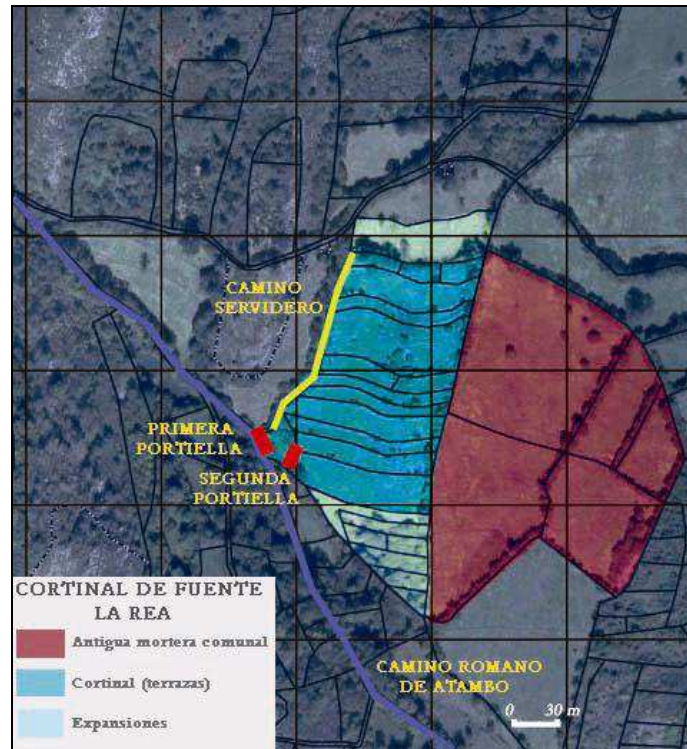 CAMINO
SERVIDERO
PRIMERA
PORTIELLA
SEGUNDA
PORTIELLA
CORTINAL DE FUENTE
LA REA
Antigua mortera comunal
Cortinal (terrazas)
Expansiones
CAMINO ROMANO
DE ATAMBO
0 30 m